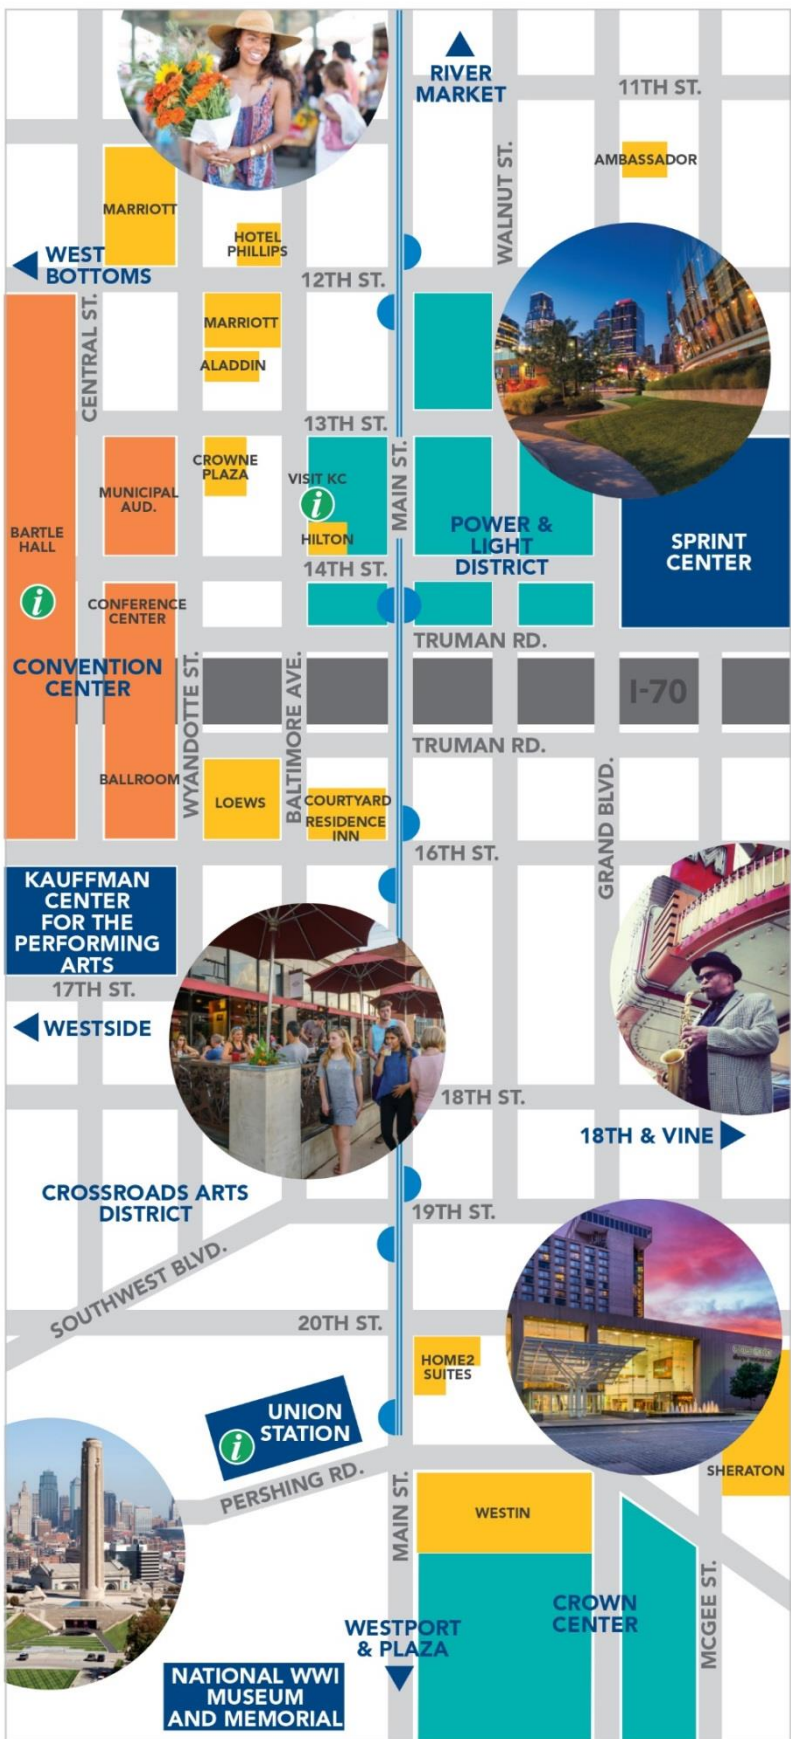 RIVER
MARKET
11TH ST.
AMBASSADOR
WALNUT ST.
MARRIOTT
HOTEL
PHILLIPS
WEST
BOTTOMS
12TH ST.
CENTRAL ST.
MARRIOTT
ALADDIN
13TH ST.
MAIN ST.
CROWNE
PLAZA
VISIT KC
i
HILTON
MUNICIPAL
AUD.
BARTLE
HALL
i
POWER &
LIGHT
DISTRICT
SPRINT
CENTER
14TH ST.
CONFERENCE
CENTER
TRUMAN RD.
CONVENTION
CENTER
WYANDOTTE ST.
BALTIMORE AVE.
I-70
TRUMAN RD.
BALLROOM
LOEWS
COURTYARD
RESIDENCE
INN
GRAND BLVD.
16TH ST.
KAUFFMAN
CENTER
FOR THE
PERFORMING
ARTS
17TH ST.
WESTSIDE
18TH ST.
18TH & VINE
CROSSROADS ARTS
DISTRICT
19TH ST.
SOUTHWEST BLVD.
20TH ST.
HOME2
SUITES
UNION
STATION
i
PERSHING RD.
SHERATON
MAIN ST.
WESTIN
CROWN
CENTER
MCGEE ST.
WESTPORT
& PLAZA
NATIONAL WWI
MUSEUM
AND MEMORIAL